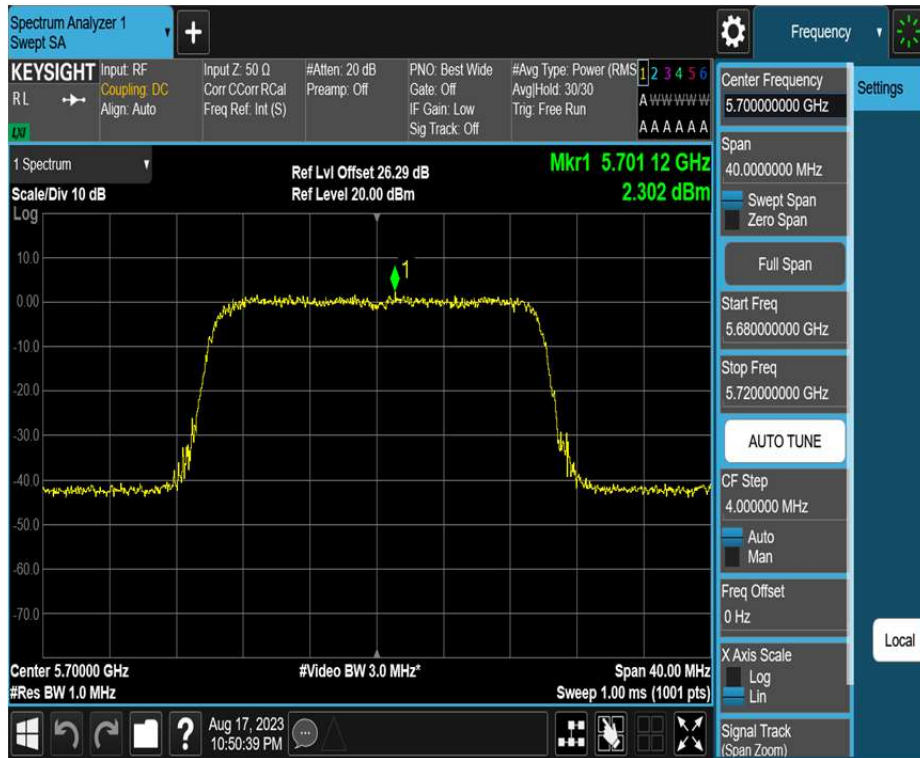 Spectrum Analyzer 1
Swept SA
+
Frequency
KEYSIGHT
R L
LXI
Input: RF
Coupling: DC
Align: Auto
Input Z: 50 Ω
Corr CCorr RCal
Freq Ref: Int (S)
#Atten: 20 dB
Preamp: Off
PNO: Best Wide
Gate: Off
IF Gain: Low
Sig Track: Off
#Avg Type: Power (RMS
Avg|Hold: 30/30
Trig: Free Run
1 2 3 4 5 6
A W W W W W
A A A A A A
1 Spectrum
Scale/Div 10 dB
Log
Ref Lvl Offset 26.29 dB
Ref Level 20.00 dBm
Mkr1 5.701 12 GHz
2.302 dBm
1
10.0
0.00
-10.0
-20.0
-30.0
-40.0
-50.0
-60.0
-70.0
Center 5.70000 GHz
#Res BW 1.0 MHz
#Video BW 3.0 MHz*
Span 40.00 MHz
Sweep 1.00 ms (1001 pts)
?
Aug 17, 2023
10:50:39 PM
Center Frequency
5.70000000 GHz
Span
40.0000000 MHz
Swept Span
Zero Span
Full Span
Start Freq
5.680000000 GHz
Stop Freq
5.720000000 GHz
AUTO TUNE
CF Step
4.000000 MHz
Auto
Man
Freq Offset
0 Hz
X Axis Scale
Log
Lin
Signal Track
(Span Zoom)
Settings
Local